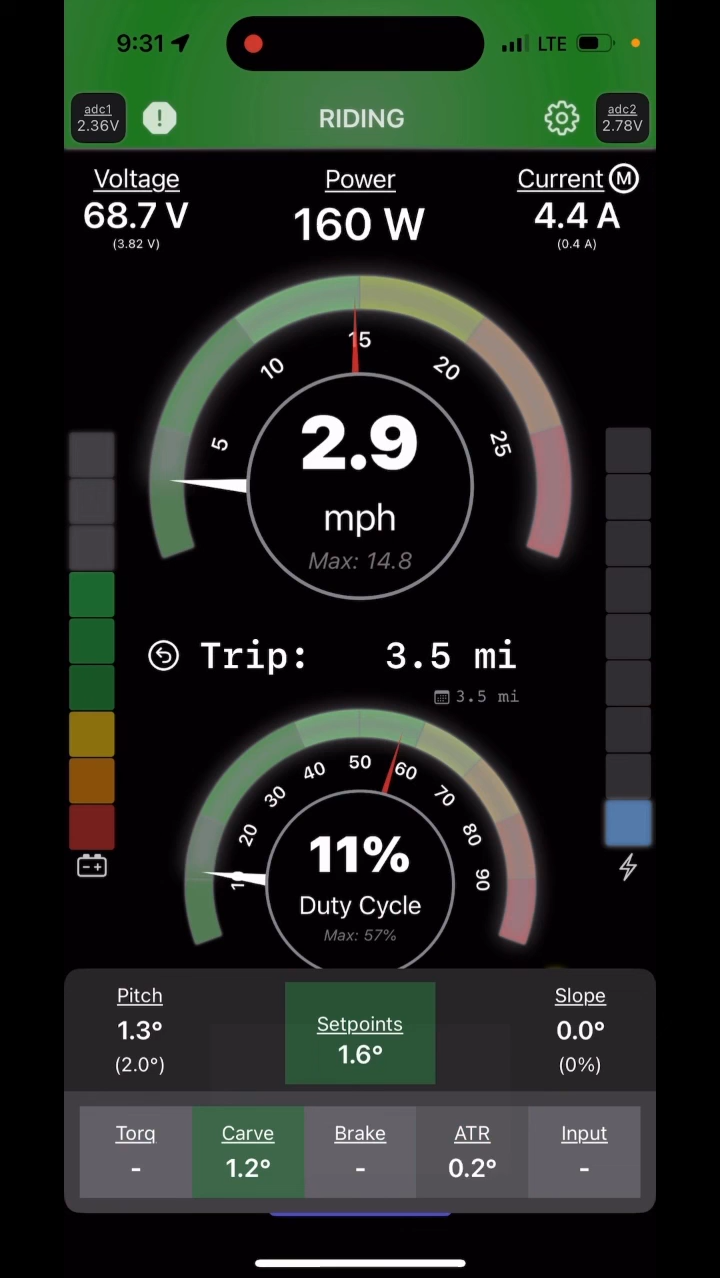 9:31
LTE
adc1
2.36V
!
RIDING
adc2
2.78V
Voltage
68.7 V
(3.82 V)
Power
160 W
Current M
4.4 A
(0.4 A)
5
10
15
20
25
2.9
mph
Max: 14.8
Trip: 3.5 mi
3.5 mi
10
20
30
40
50
60
70
80
90
11%
Duty Cycle
Max: 57%
Pitch
1.3°
(2.0°)
Setpoints
1.6°
Slope
0.0°
(0%)
Torq
-
Carve
1.2°
Brake
-
ATR
0.2°
Input
-